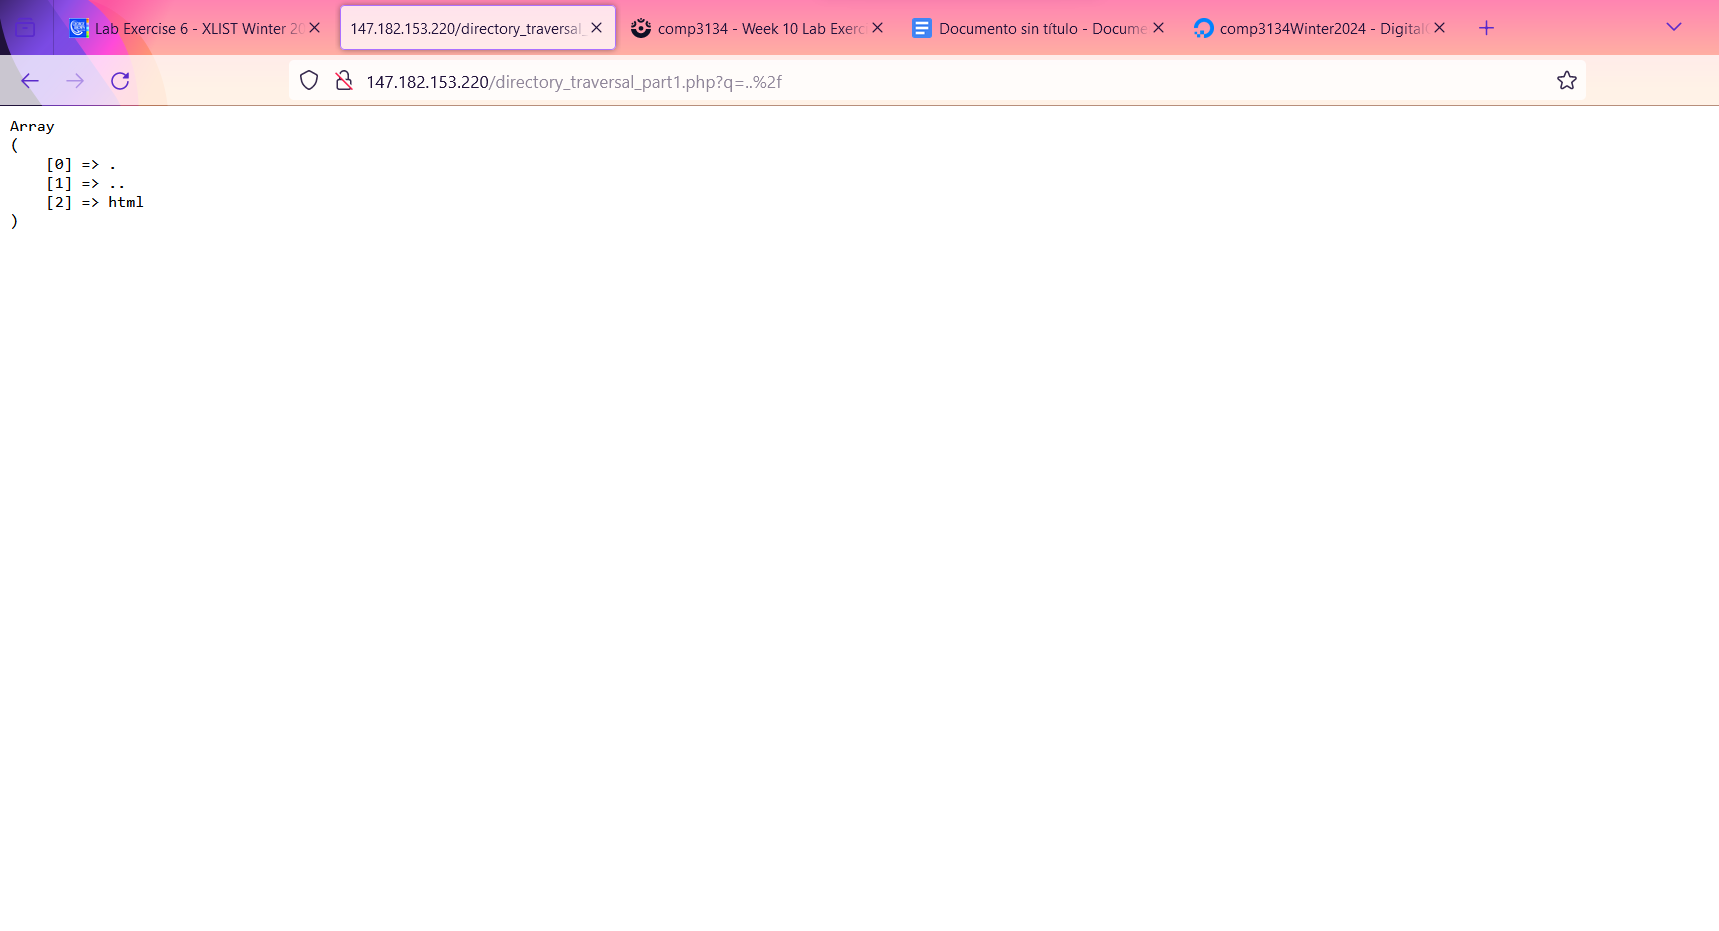 Lab Exercise 6 - XLIST Winter 20
147.182.153.220/directory_traversal_
comp3134 - Week 10 Lab Exerc
Documento sin título - Docume
comp3134Winter2024 - Digital
147.182.153.220/directory_traversal_part1.php?q=..%2f
Array
(
    [0] => .
    [1] => ..
    [2] => html
)